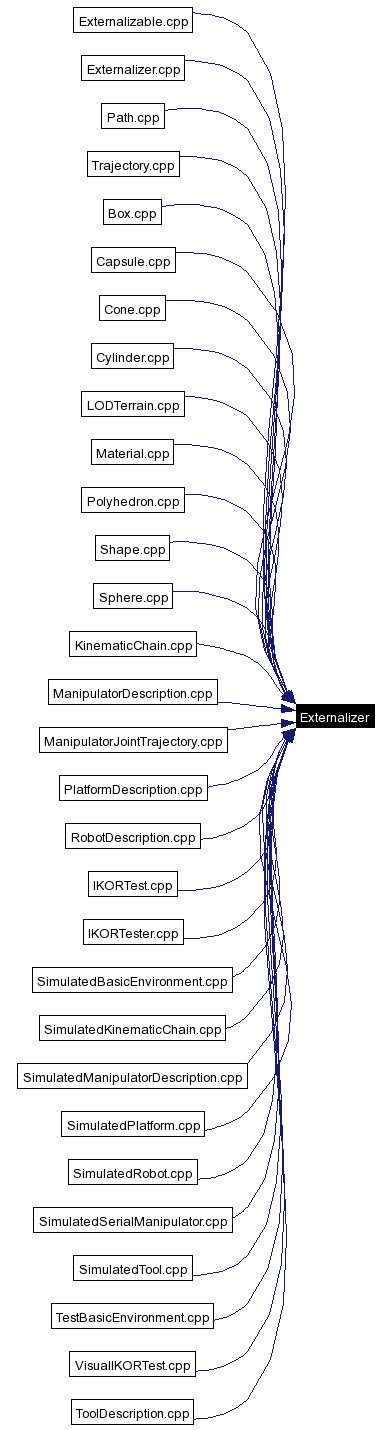 Externalizable.cpp
Externalizer.cpp
Path.cpp
Trajectory.cpp
Box.cpp
Capsule.cpp
Cone.cpp
Cylinder.cpp
LODTerrain.cpp
Material.cpp
Polyhedron.cpp
Shape.cpp
Sphere.cpp
KinematicChain.cpp
ManipulatorDescription.cpp
Externalizer
ManipulatorJointTrajectory.cpp
PlatformDescription.cpp
RobotDescription.cpp
IKORTest.cpp
IKORTester.cpp
SimulatedBasicEnvironment.cpp
SimulatedKinematicChain.cpp
SimulatedManipulatorDescription.cpp
SimulatedPlatform.cpp
SimulatedRobot.cpp
SimulatedSerialManipulator.cpp
SimulatedTool.cpp
TestBasicEnvironment.cpp
VisualIKORTest.cpp
ToolDescription.cpp